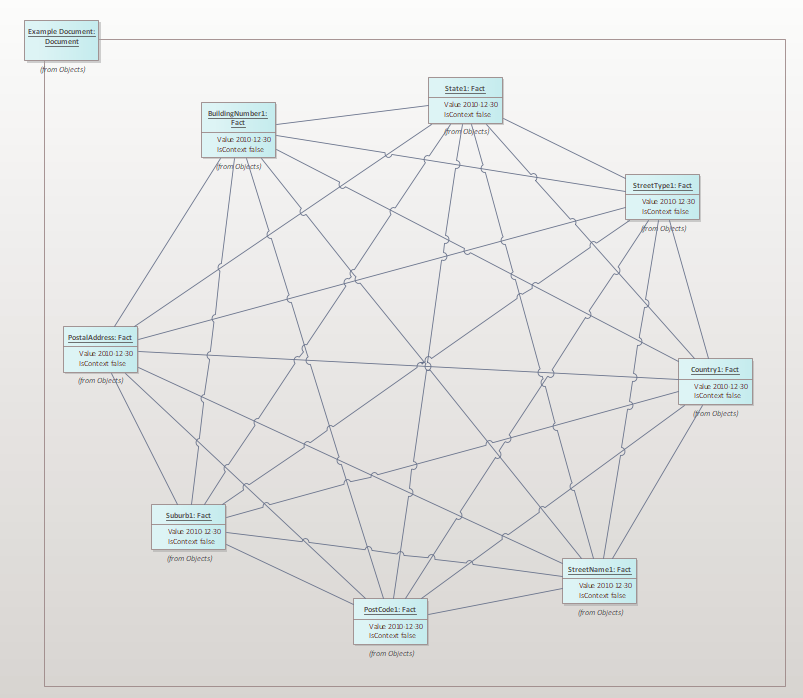 Example Document:
Document
(from Objects)
State1: Fact
Value 2010-12-30
IsContext false
(from Objects)
BuildingNumber1:
Fact
Value 2010-12-30
IsContext false
(from Objects)
StreetType1: Fact
Value 2010-12-30
IsContext false
(from Objects)
PostalAddress: Fact
Value 2010-12-30
IsContext false
(from Objects)
Country1: Fact
Value 2010-12-30
IsContext false
(from Objects)
Suburb1: Fact
Value 2010-12-30
IsContext false
(from Objects)
StreetName1: Fact
Value 2010-12-30
IsContext false
(from Objects)
PostCode1: Fact
Value 2010-12-30
IsContext false
(from Objects)